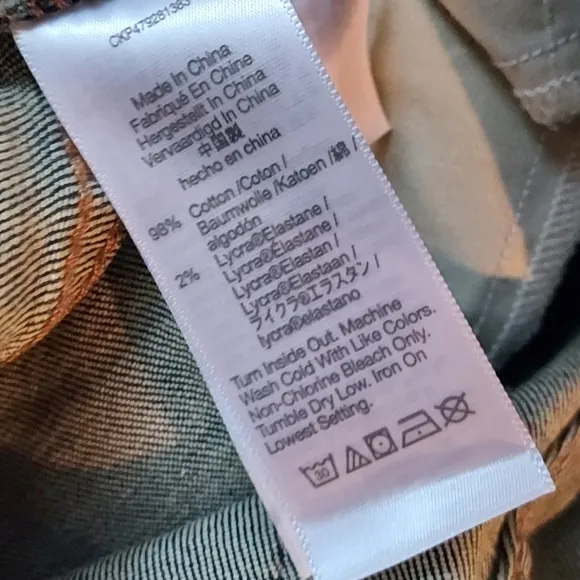 CKP479281383
Made In China
Fabriqué En Chine
Hergestellt In China
Vervaardigd In China
中国製
hecho en china
98% Cotton /Coton /
Baumwolle /Katoen /綿/
algodón
2% Lycra®Elastane /
Lycra®Élastane /
Lycra®Elastan /
Lycra®Elastaan /
ライクラ®エラスタン /
lycra®elastano
Turn Inside Out. Machine
Wash Cold With Like Colors.
Non-Chlorine Bleach Only.
Tumble Dry Low. Iron On
Lowest Setting.
30